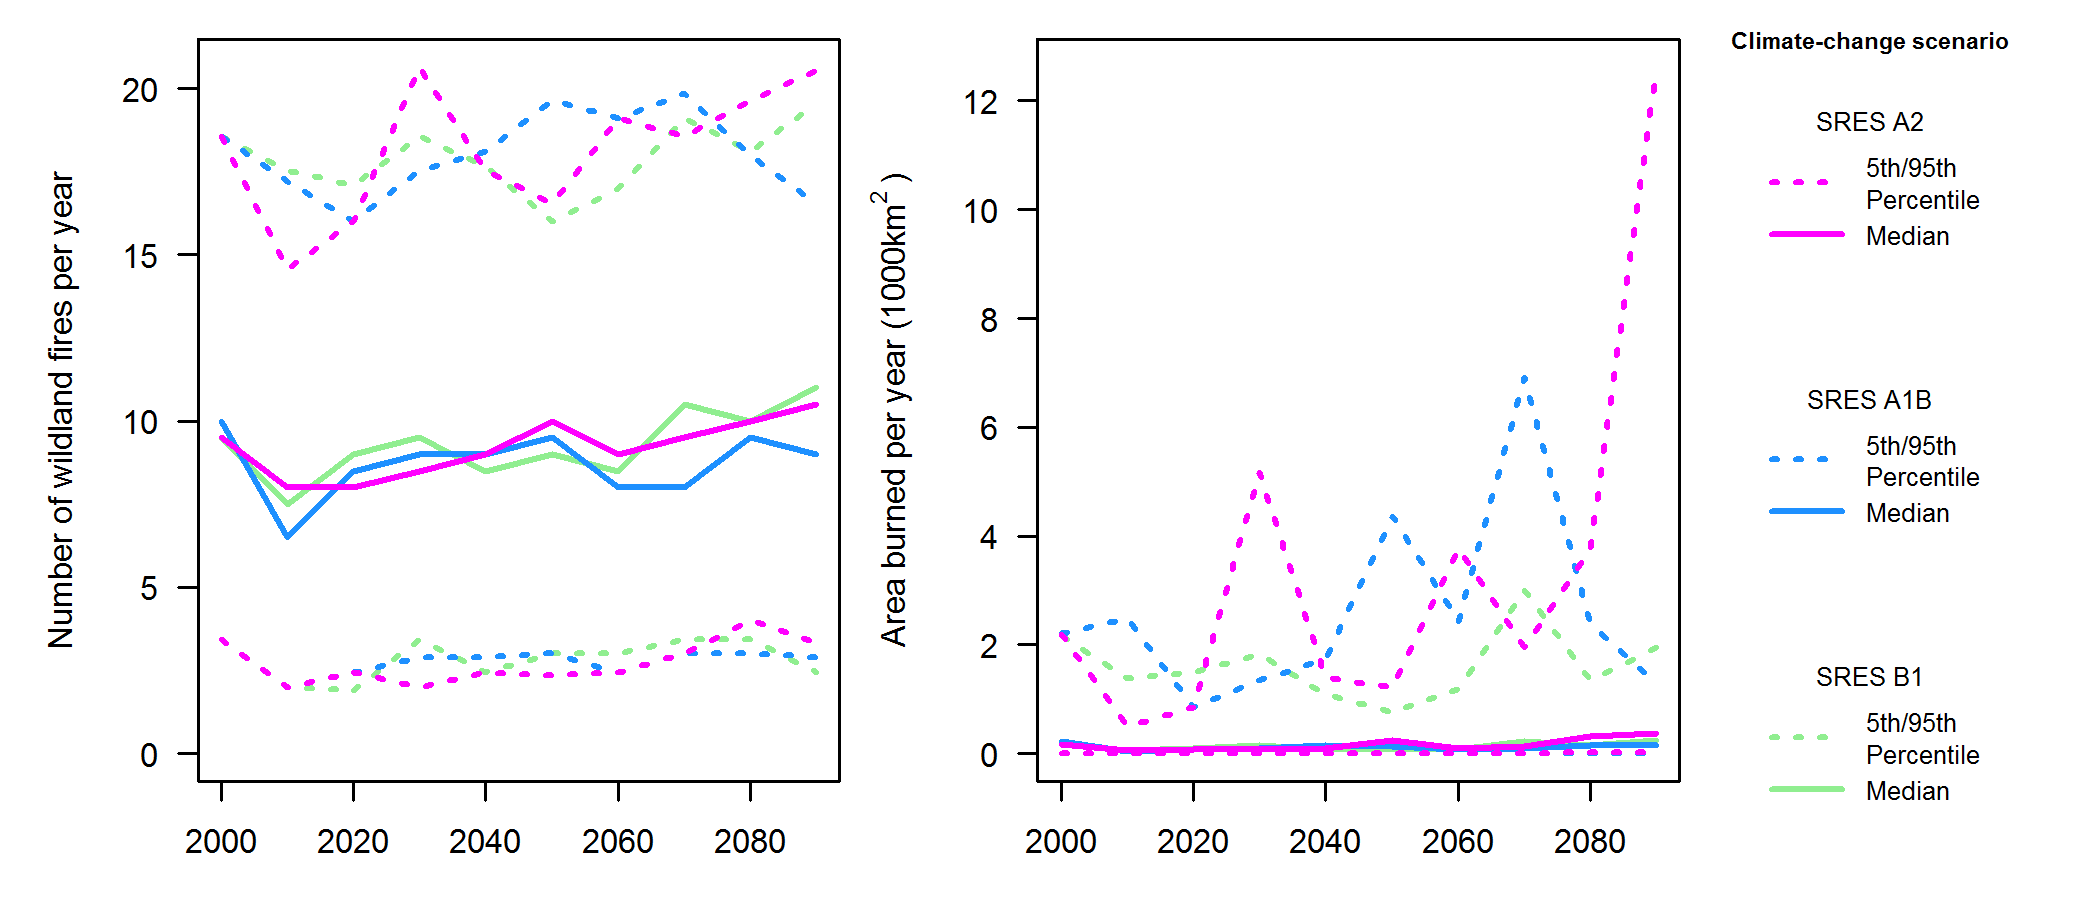 Number of wildland fires per year
20
15
10
5
0
2000 2020 2040 2060 2080
Area burned per year (1000km²)
12
10
8
6
4
2
0
2000 2020 2040 2060 2080
Climate-change scenario
SRES A2
5th/95th
Percentile
Median
SRES A1B
5th/95th
Percentile
Median
SRES B1
5th/95th
Percentile
Median